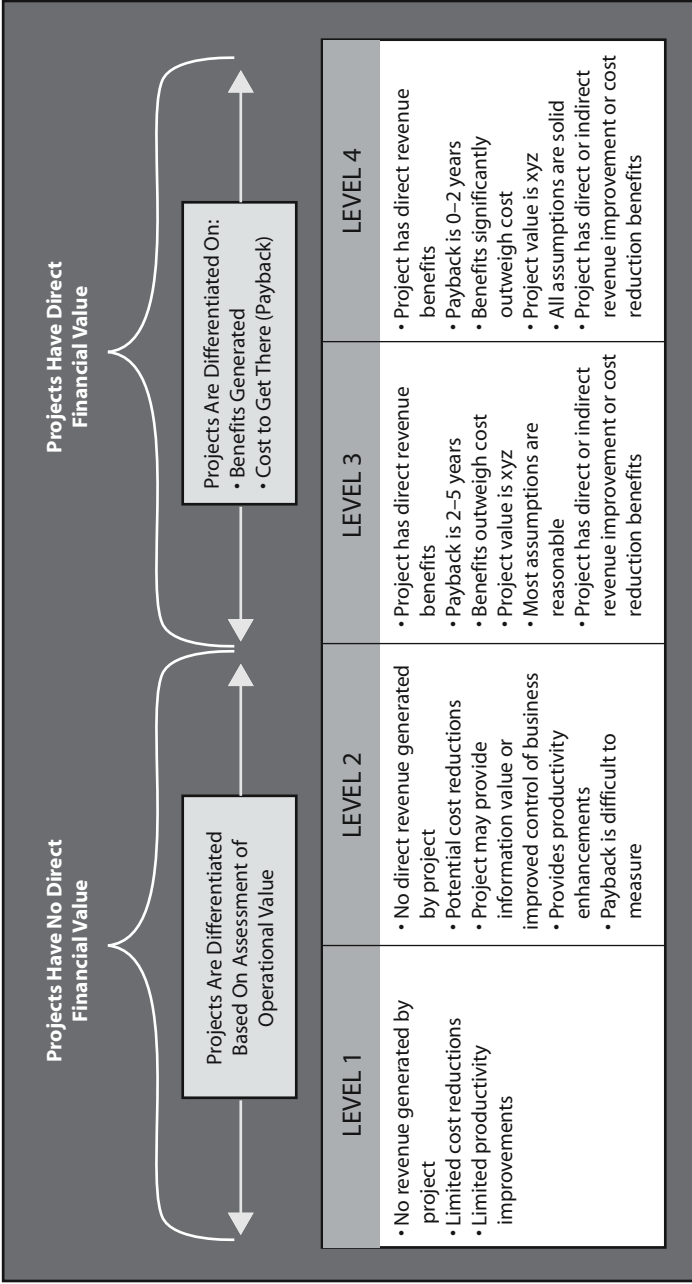 Projects Have No Direct
Financial Value
Projects Have Direct
Financial Value
Projects Are Differentiated
Based On Assessment of
Operational Value
Projects Are Differentiated On:
• Benefits Generated
• Cost to Get There (Payback)
LEVEL 1
• No revenue generated by
project
• Limited cost reductions
• Limited productivity
improvements
LEVEL 2
• No direct revenue generated
by project
• Potential cost reductions
• Project may provide
information value or
improved control of business
• Provides productivity
enhancements
• Payback is difficult to
measure
LEVEL 3
• Project has direct revenue
benefits
• Payback is 2–5 years
• Benefits outweigh cost
• Project value is xyz
• Most assumptions are
reasonable
• Project has direct or indirect
revenue improvement or cost
reduction benefits
LEVEL 4
• Project has direct revenue
benefits
• Payback is 0–2 years
• Benefits significantly
outweigh cost
• Project value is xyz
• All assumptions are solid
• Project has direct or indirect
revenue improvement or cost
reduction benefits